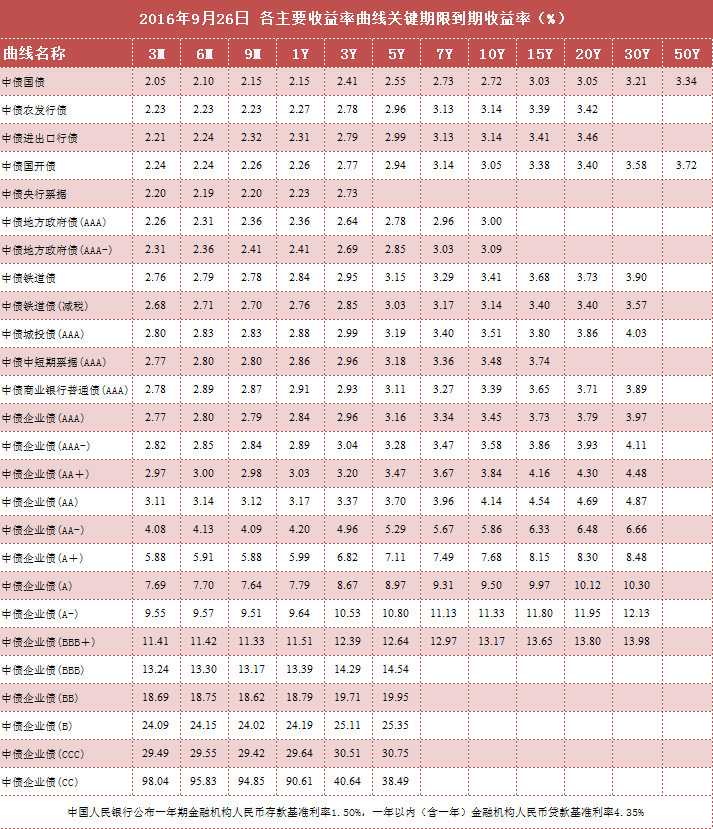 2016年9月26日 各主要收益率曲线关键期限到期收益率（%）
曲线名称 3M 6M 9M 1Y 3Y 5Y 7Y 10Y 15Y 20Y 30Y 50Y
中债国债 2.05 2.10 2.15 2.15 2.41 2.55 2.73 2.72 3.03 3.05 3.21 3.34
中债农发行债 2.23 2.23 2.23 2.27 2.78 2.96 3.13 3.14 3.39 3.42
中债进出口行债 2.21 2.24 2.32 2.31 2.79 2.99 3.13 3.14 3.41 3.46
中债国开债 2.24 2.24 2.26 2.26 2.77 2.94 3.14 3.05 3.38 3.40 3.58 3.72
中债央行票据 2.20 2.19 2.20 2.23 2.73
中债地方政府债(AAA) 2.26 2.31 2.36 2.36 2.64 2.78 2.96 3.00
中债地方政府债(AAA-) 2.31 2.36 2.41 2.41 2.69 2.85 3.03 3.09
中债铁道债 2.76 2.79 2.78 2.84 2.95 3.15 3.29 3.41 3.68 3.73 3.90
中债铁道债(减税) 2.68 2.71 2.70 2.76 2.85 3.03 3.17 3.14 3.40 3.40 3.57
中债城投债(AAA) 2.80 2.83 2.83 2.88 2.99 3.19 3.40 3.51 3.80 3.86 4.03
中债中短期票据(AAA) 2.77 2.80 2.80 2.86 2.96 3.18 3.36 3.48 3.74
中债商业银行普通债(AAA) 2.78 2.89 2.87 2.91 2.93 3.11 3.27 3.39 3.65 3.71 3.89
中债企业债(AAA) 2.77 2.80 2.79 2.84 2.96 3.16 3.34 3.45 3.73 3.79 3.97
中债企业债(AAA-) 2.82 2.85 2.84 2.89 3.04 3.28 3.47 3.58 3.86 3.93 4.11
中债企业债(AA＋) 2.97 3.00 2.98 3.03 3.20 3.47 3.67 3.84 4.16 4.30 4.48
中债企业债(AA) 3.11 3.14 3.12 3.17 3.37 3.70 3.96 4.14 4.54 4.69 4.87
中债企业债(AA-) 4.08 4.13 4.09 4.20 4.96 5.29 5.67 5.86 6.33 6.48 6.66
中债企业债(A＋) 5.88 5.91 5.88 5.99 6.82 7.11 7.49 7.68 8.15 8.30 8.48
中债企业债(A) 7.69 7.70 7.64 7.79 8.67 8.97 9.31 9.50 9.97 10.12 10.30
中债企业债(A-) 9.55 9.57 9.51 9.64 10.53 10.80 11.13 11.33 11.80 11.95 12.13
中债企业债(BBB＋) 11.41 11.42 11.33 11.51 12.39 12.64 12.97 13.17 13.65 13.80 13.98
中债企业债(BBB) 13.24 13.30 13.17 13.39 14.29 14.54
中债企业债(BB) 18.69 18.75 18.62 18.79 19.71 19.95
中债企业债(B) 24.09 24.15 24.02 24.19 25.11 25.35
中债企业债(CCC) 29.49 29.55 29.42 29.64 30.51 30.75
中债企业债(CC) 98.04 95.83 94.85 90.61 40.64 38.49
中国人民银行公布一年期金融机构人民币存款基准利率1.50%，一年以内（含一年）金融机构人民币贷款基准利率4.35%